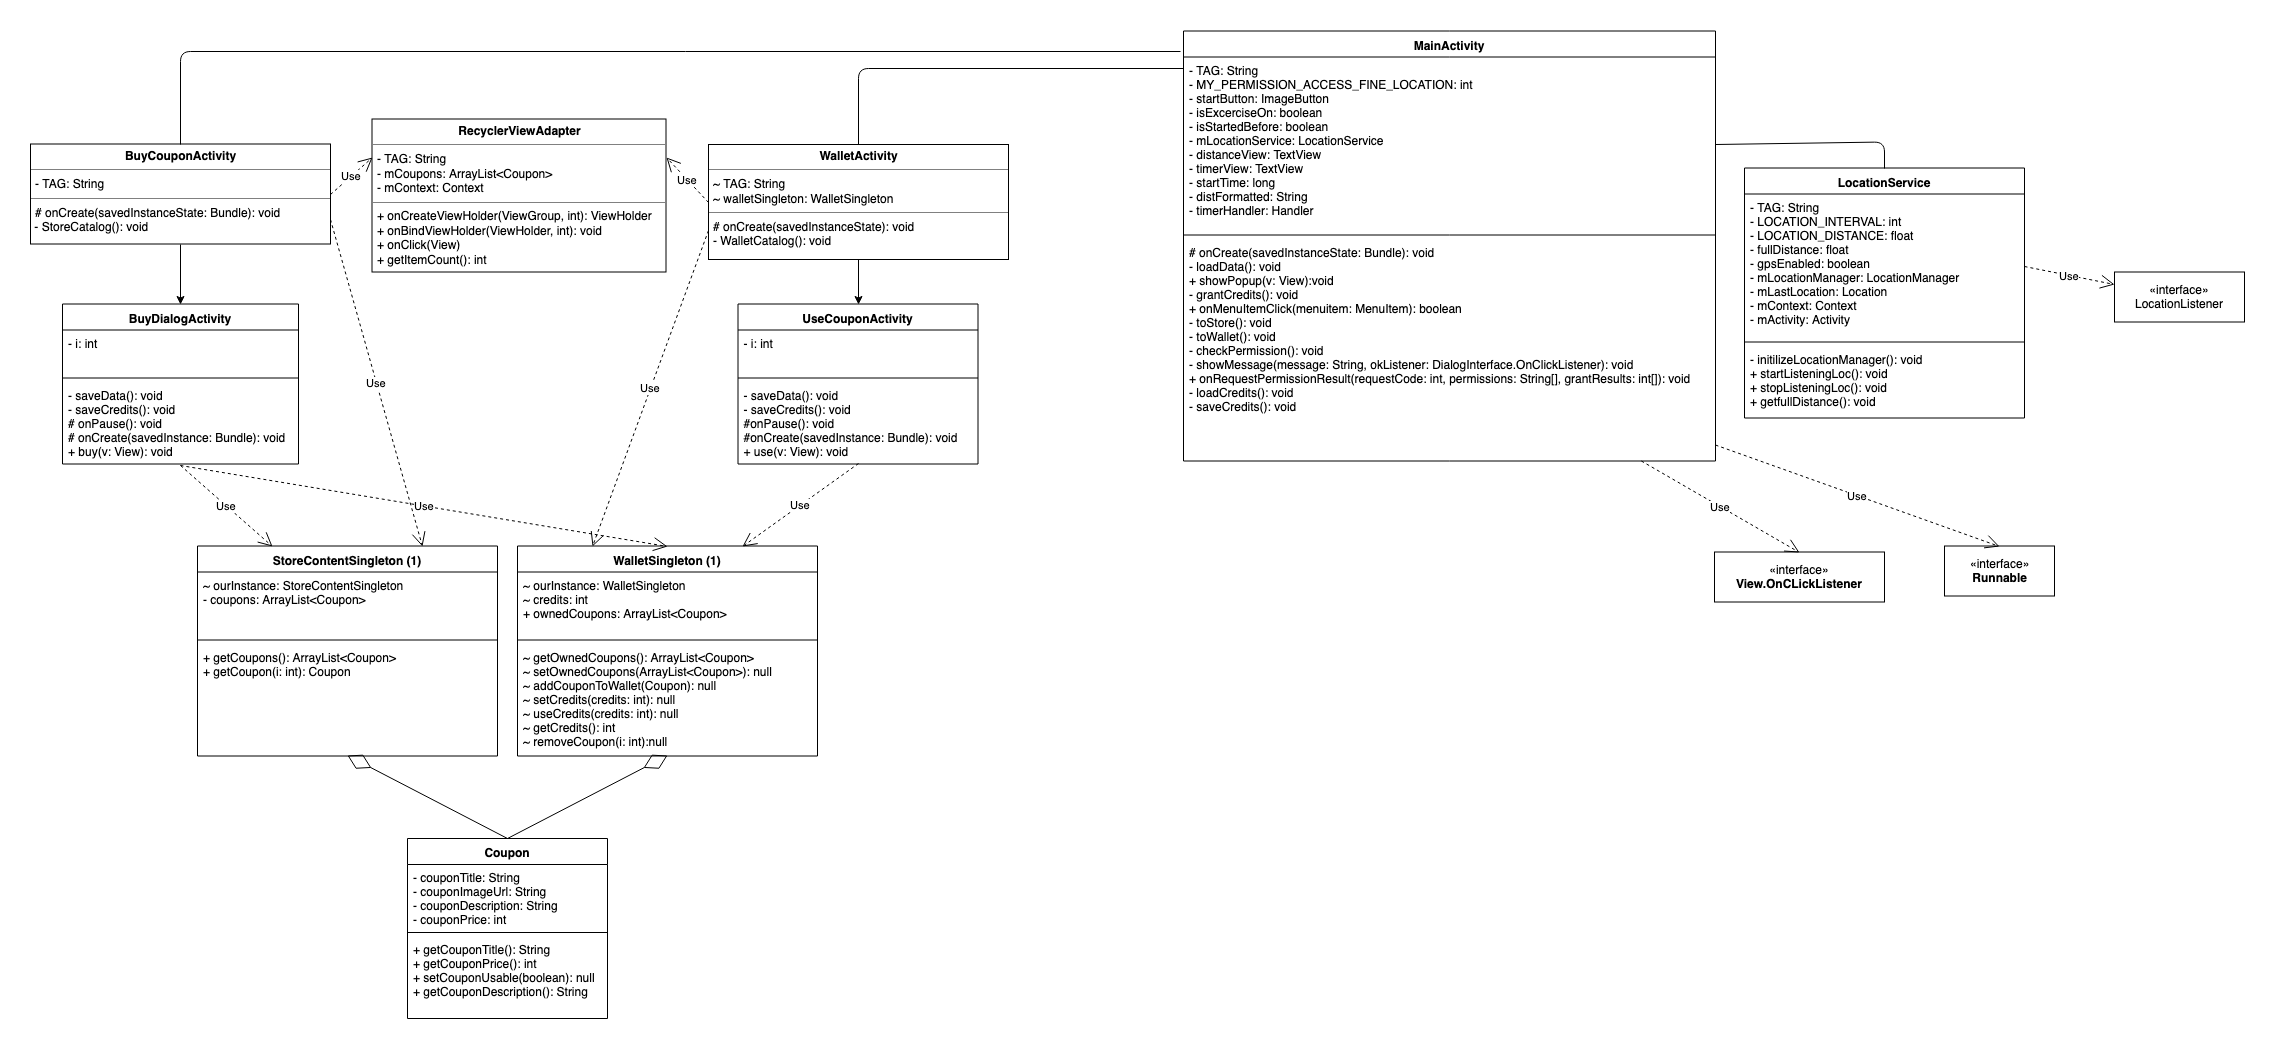 MainActivity
- TAG: String
- MY_PERMISSION_ACCESS_FINE_LOCATION: int
- startButton: ImageButton
- isExcerciseOn: boolean
- isStartedBefore: boolean
- mLocationService: LocationService
- distanceView: TextView
- timerView: TextView
- startTime: long
- distFormatted: String
- timerHandler: Handler
# onCreate(savedInstanceState: Bundle): void
- loadData(): void
+ showPopup(v: View):void
- grantCredits(): void
+ onMenuItemClick(menuitem: MenuItem): boolean
- toStore(): void
- toWallet(): void
- checkPermission(): void
- showMessage(message: String, okListener: DialogInterface.OnClickListener): void
+ onRequestPermissionResult(requestCode: int, permissions: String[], grantResults: int[]): void
- loadCredits(): void
- saveCredits(): void
BuyCouponActivity
- TAG: String
# onCreate(savedInstanceState: Bundle): void
- StoreCatalog(): void
Use
RecyclerViewAdapter
- TAG: String
- mCoupons: ArrayList<Coupon>
- mContext: Context
+ onCreateViewHolder(ViewGroup, int): ViewHolder
+ onBindViewHolder(ViewHolder, int): void
+ onClick(View)
+ getItemCount(): int
Use
WalletActivity
~ TAG: String
~ walletSingleton: WalletSingleton
# onCreate(savedInstanceState): void
- WalletCatalog(): void
LocationService
- TAG: String
- LOCATION_INTERVAL: int
- LOCATION_DISTANCE: float
- fullDistance: float
- gpsEnabled: boolean
- mLocationManager: LocationManager
- mLastLocation: Location
- mContext: Context
- mActivity: Activity
- initilizeLocationManager(): void
+ startListeningLoc(): void
+ stopListeningLoc(): void
+ getfullDistance(): void
Use
«interface»
LocationListener
BuyDialogActivity
- i: int
- saveData(): void
- saveCredits(): void
# onPause(): void
# onCreate(savedInstance: Bundle): void
+ buy(v: View): void
Use
Use
UseCouponActivity
- i: int
- saveData(): void
- saveCredits(): void
#onPause(): void
#onCreate(savedInstance: Bundle): void
+ use(v: View): void
Use
Use
Use
Use
Use
StoreContentSingleton (1)
~ ourInstance: StoreContentSingleton
- coupons: ArrayList<Coupon>
+ getCoupons(): ArrayList<Coupon>
+ getCoupon(i: int): Coupon
WalletSingleton (1)
~ ourInstance: WalletSingleton
~ credits: int
+ ownedCoupons: ArrayList<Coupon>
~ getOwnedCoupons(): ArrayList<Coupon>
~ setOwnedCoupons(ArrayList<Coupon>): null
~ addCouponToWallet(Coupon): null
~ setCredits(credits: int): null
~ useCredits(credits: int): null
~ getCredits(): int
~ removeCoupon(i: int):null
«interface»
View.OnCLickListener
«interface»
Runnable
Coupon
- couponTitle: String
- couponImageUrl: String
- couponDescription: String
- couponPrice: int
+ getCouponTitle(): String
+ getCouponPrice(): int
+ setCouponUsable(boolean): null
+ getCouponDescription(): String